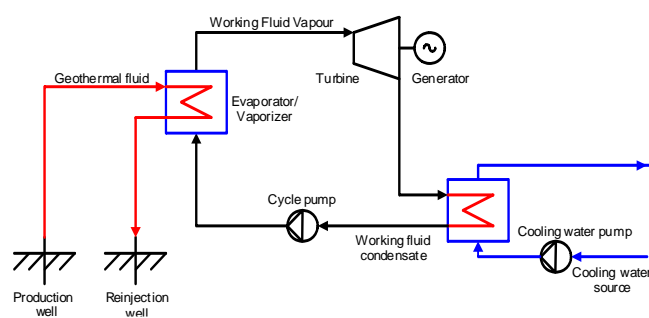 Working Fluid Vapour
Geothermal fluid
Turbine
Generator
Evaporator/
Vaporizer
Cycle pump
Working fluid
condensate
Cooling water pump
Cooling water
source
Production
well
Reinjection
well